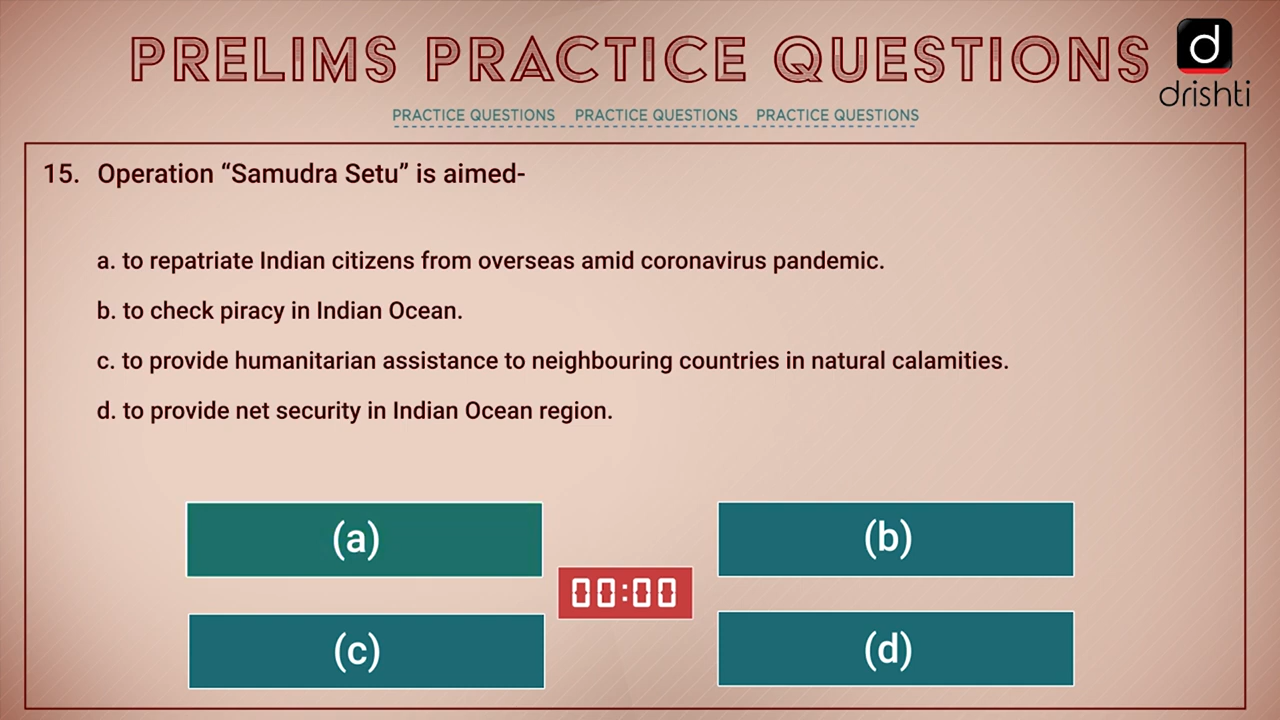 PRELIMS PRACTICE QUESTIONS
d
drishti
PRACTICE QUESTIONS PRACTICE QUESTIONS PRACTICE QUESTIONS
15. Operation “Samudra Setu” is aimed-
a. to repatriate Indian citizens from overseas amid coronavirus pandemic.
b. to check piracy in Indian Ocean.
c. to provide humanitarian assistance to neighbouring countries in natural calamities.
d. to provide net security in Indian Ocean region.
(a)
(b)
00:00
(c)
(d)